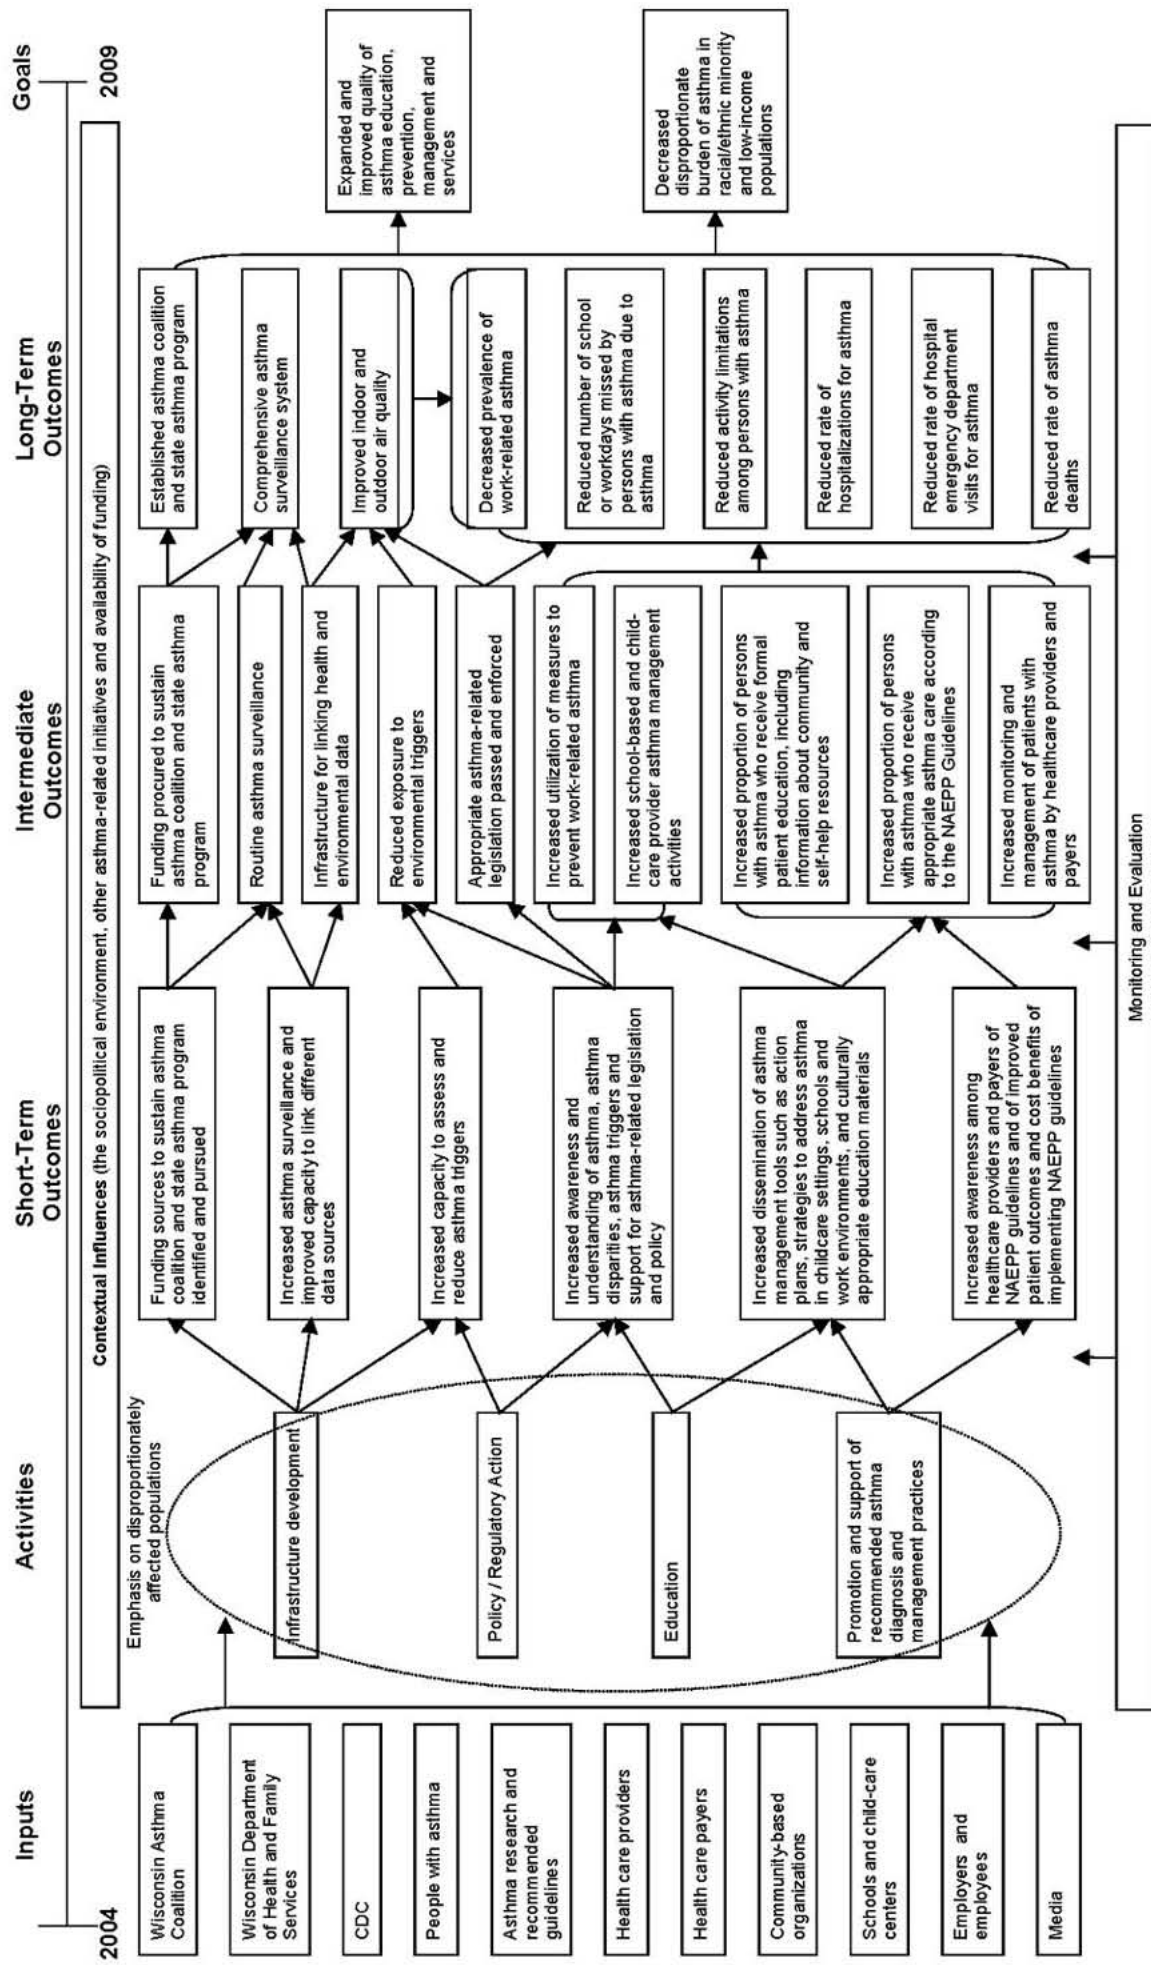 Inputs
Activities
Short-Term
Outcomes
Intermediate
Outcomes
Long-Term
Outcomes
Goals
2004
2009
Contextual Influences (the sociopolitical environment, other asthma-related initiatives and availability of funding)
Wisconsin Asthma
Coalition
Wisconsin Department
of Health and Family
Services
CDC
People with asthma
Asthma research and
recommended
guidelines
Health care providers
Health care payers
Community-based
organizations
Schools and child-care
centers
Employers and
employees
Media
Emphasis on disproportionately
affected populations
Infrastructure development
Policy / Regulatory Action
Education
Promotion and support of
recommended asthma
diagnosis and
management practices
Funding sources to sustain asthma
coalition and state asthma program
identified and pursued
Increased asthma surveillance and
improved capacity to link different
data sources
Increased capacity to assess and
reduce asthma triggers
Increased awareness and
understanding of asthma, asthma
disparities, asthma triggers and
support for asthma-related legislation
and policy
Increased dissemination of asthma
management tools such as action
plans, strategies to address asthma
in childcare settings, schools and
work environments, and culturally
appropriate education materials
Increased awareness among
healthcare providers and payers of
NAEPP guidelines and of improved
patient outcomes and cost benefits of
implementing NAEPP guidelines
Funding procured to sustain
asthma coalition and state asthma
program
Routine asthma surveillance
Infrastructure for linking health and
environmental data
Reduced exposure to
environmental triggers
Appropriate asthma-related
legislation passed and enforced
Increased utilization of measures to
prevent work-related asthma
Increased school-based and child-
care provider asthma management
activities
Increased proportion of persons
with asthma who receive formal
patient education, including
information about community and
self-help resources
Increased proportion of persons
with asthma who receive
appropriate asthma care according
to the NAEPP Guidelines
Increased monitoring and
management of patients with
asthma by healthcare providers and
payers
Established asthma coalition
and state asthma program
Comprehensive asthma
surveillance system
Improved indoor and
outdoor air quality
Decreased prevalence of
work-related asthma
Reduced number of school
or workdays missed by
persons with asthma due to
asthma
Reduced activity limitations
among persons with asthma
Reduced rate of
hospitalizations for asthma
Reduced rate of hospital
emergency department
visits for asthma
Reduced rate of asthma
deaths
Expanded and
improved quality of
asthma education,
prevention,
management and
services
Decreased
disproportionate
burden of asthma in
racial/ethnic minority
and low-income
populations
Monitoring and Evaluation